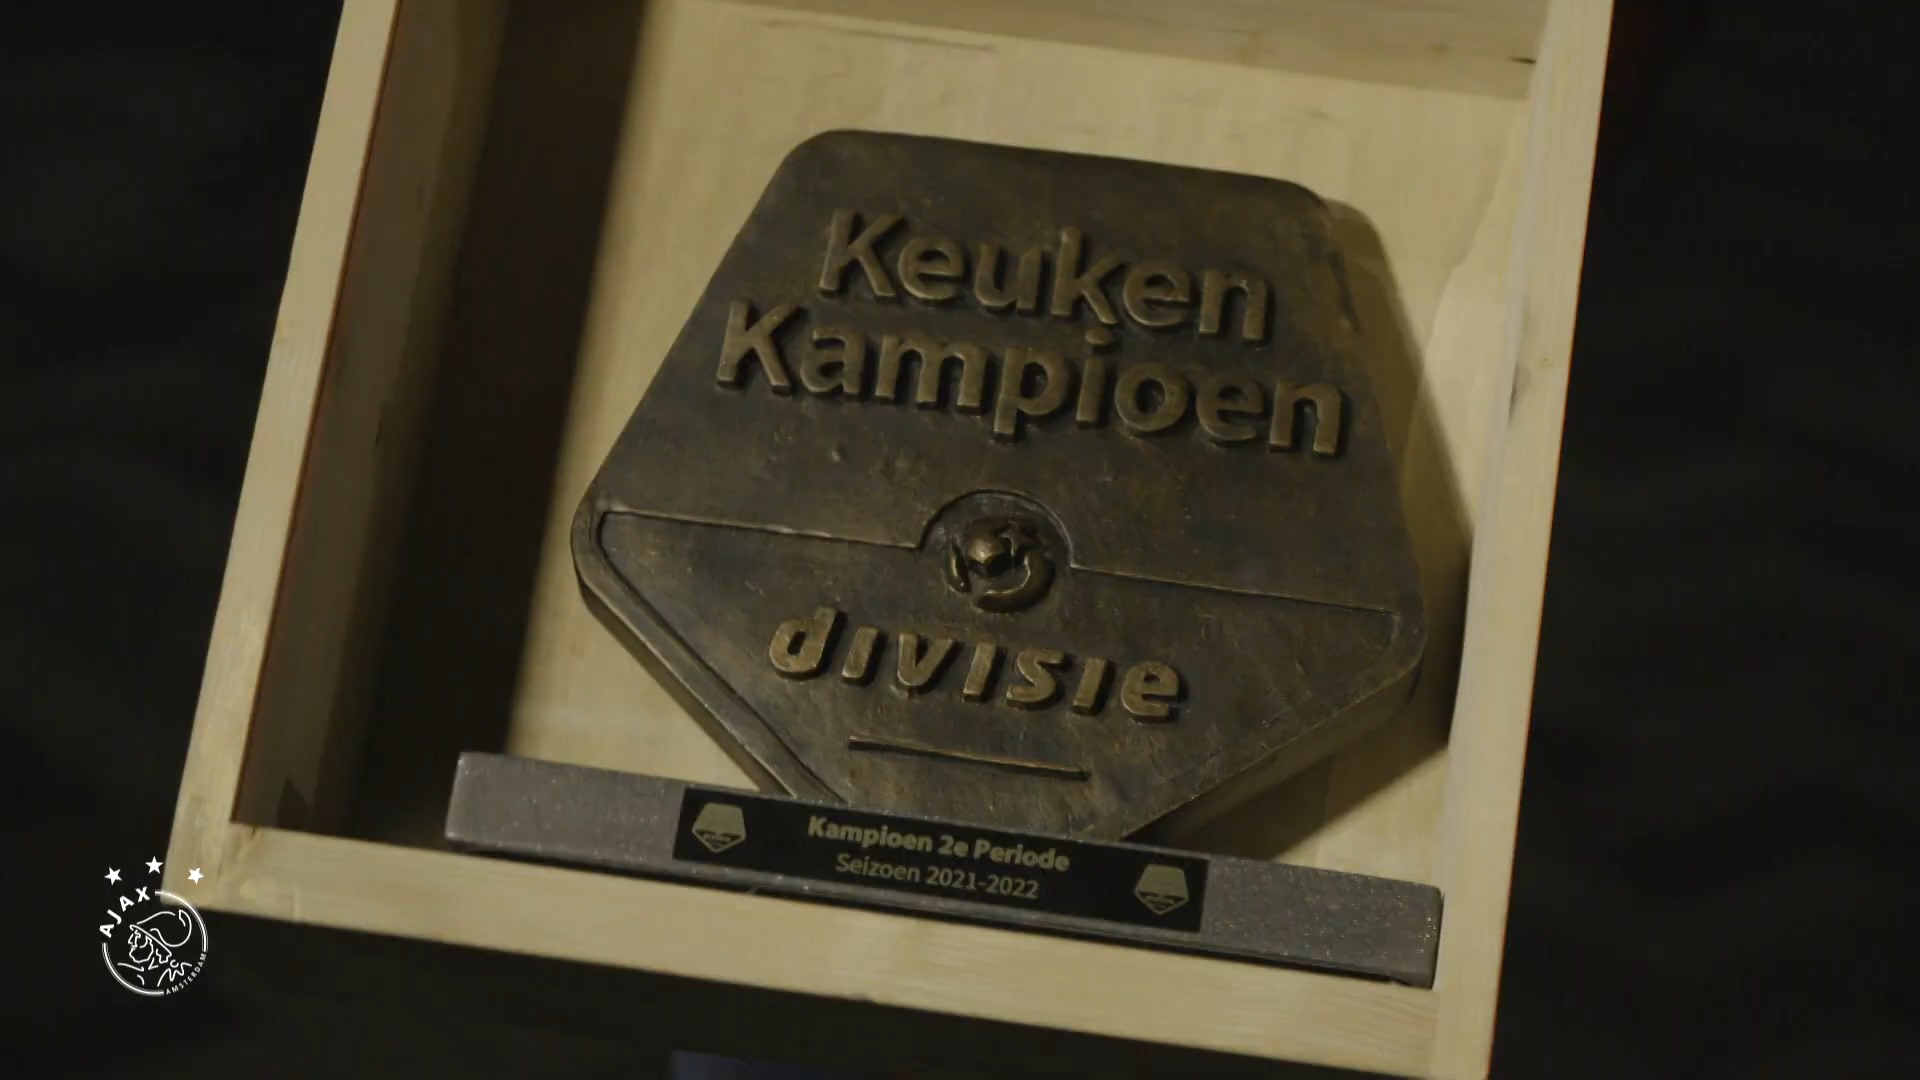 Keuken
Kampioen
divisie
Kampioen 2e Periode
Seizoen 2021-2022
AJAX
AMSTERDAM